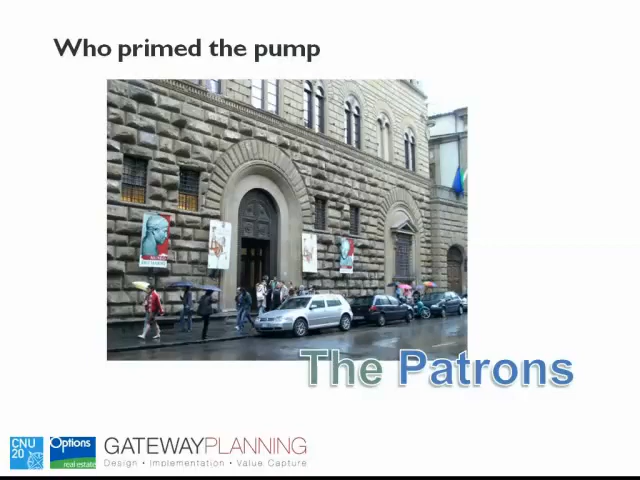 Who primed the pump
The Patrons
CNU
20
Options
real estate
GATEWAYPLANNING
Design • Implementation • Value Capture